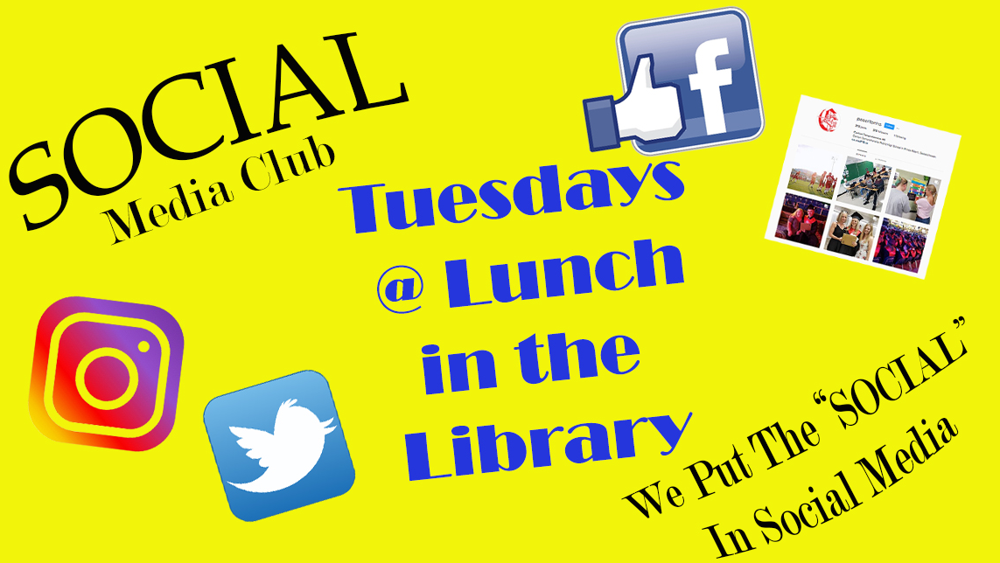 SOCIAL
Media Club
f
Tuesdays
@ Lunch
in the
Library
We Put The “SOCIAL”
In Social Media